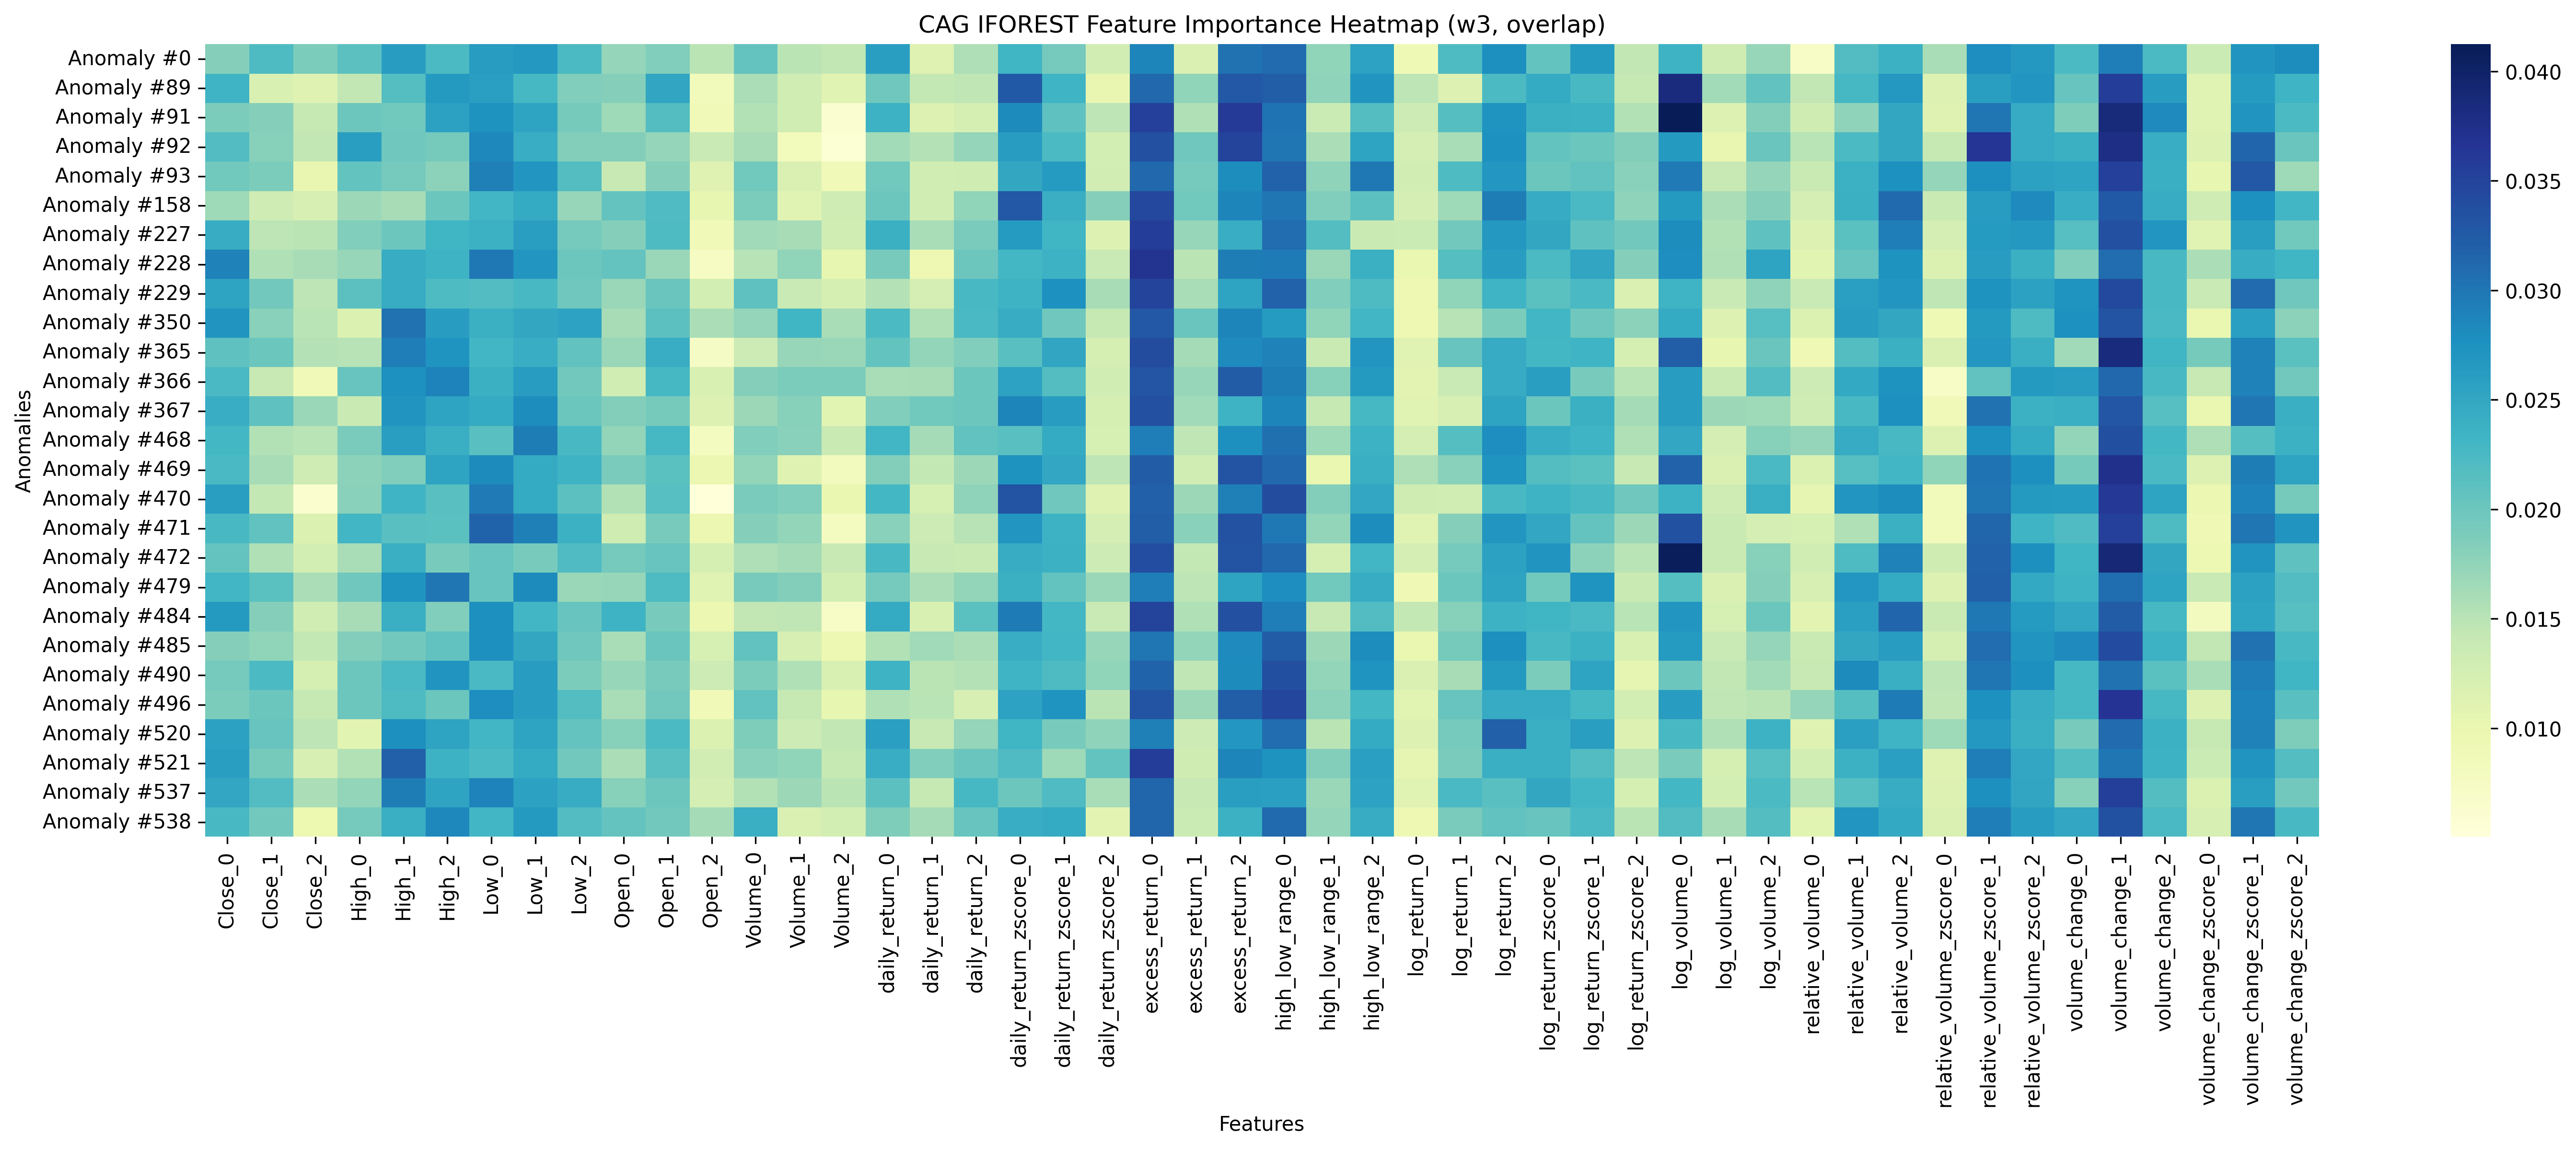 CAG IFOREST Feature Importance Heatmap (w3, overlap)
Anomalies
Anomaly #0
Anomaly #89
Anomaly #91
Anomaly #92
Anomaly #93
Anomaly #158
Anomaly #227
Anomaly #228
Anomaly #229
Anomaly #350
Anomaly #365
Anomaly #366
Anomaly #367
Anomaly #468
Anomaly #469
Anomaly #470
Anomaly #471
Anomaly #472
Anomaly #479
Anomaly #484
Anomaly #485
Anomaly #490
Anomaly #496
Anomaly #520
Anomaly #521
Anomaly #537
Anomaly #538
Close_0
Close_1
Close_2
High_0
High_1
High_2
Low_0
Low_1
Low_2
Open_0
Open_1
Open_2
Volume_0
Volume_1
Volume_2
daily_return_0
daily_return_1
daily_return_2
daily_return_zscore_0
daily_return_zscore_1
daily_return_zscore_2
excess_return_0
excess_return_1
excess_return_2
high_low_range_0
high_low_range_1
high_low_range_2
log_return_0
log_return_1
log_return_2
log_return_zscore_0
log_return_zscore_1
log_return_zscore_2
log_volume_0
log_volume_1
log_volume_2
relative_volume_0
relative_volume_1
relative_volume_2
relative_volume_zscore_0
relative_volume_zscore_1
relative_volume_zscore_2
volume_change_0
volume_change_1
volume_change_2
volume_change_zscore_0
volume_change_zscore_1
volume_change_zscore_2
Features
0.040
0.035
0.030
0.025
0.020
0.015
0.010